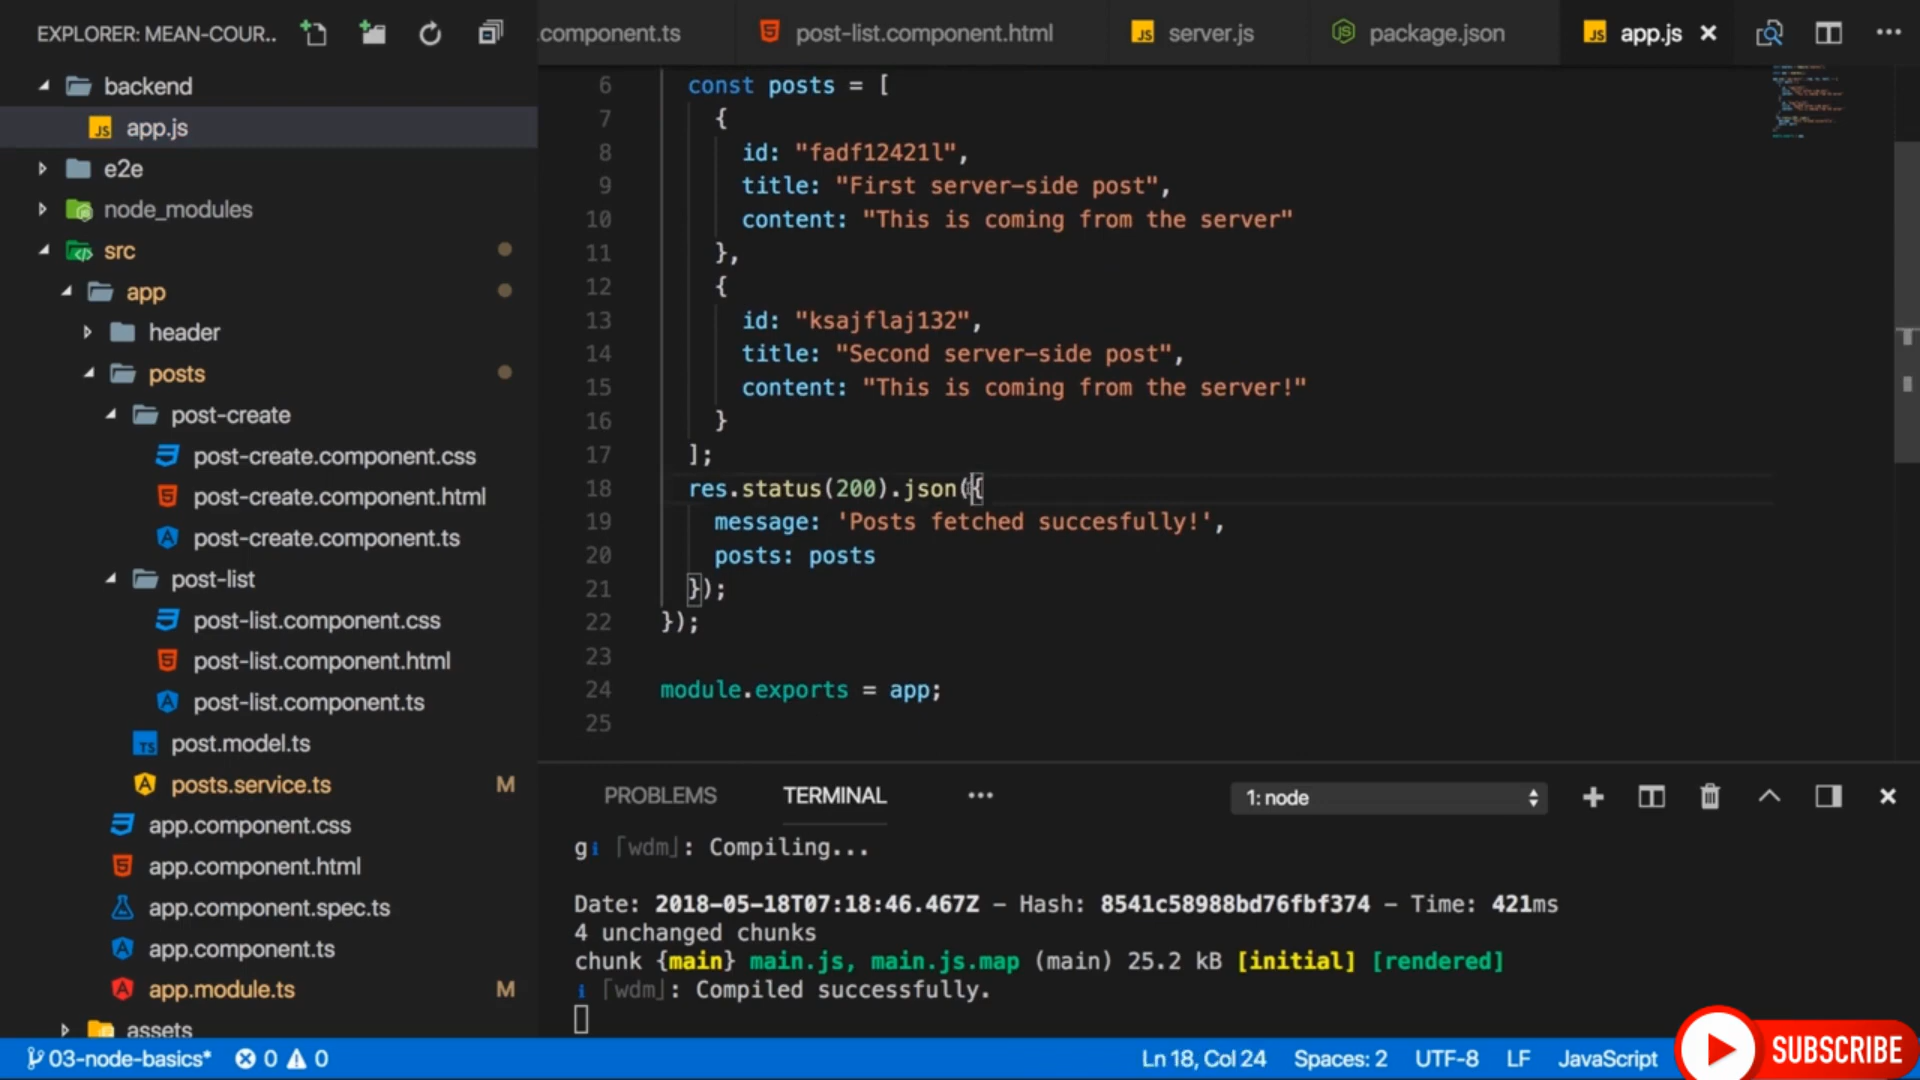 EXPLORER: MEAN-COUR...
backend
app.js
e2e
node_modules
src
app
header
posts
post-create
post-create.component.css
post-create.component.html
post-create.component.ts
post-list
post-list.component.css
post-list.component.html
post-list.component.ts
post.model.ts
posts.service.ts M
app.component.css
app.component.html
app.component.spec.ts
app.component.ts
app.module.ts M
assets
.component.ts post-list.component.html server.js package.json app.js
6 const posts = [
7 {
8 id: "fadf12421l",
9 title: "First server-side post",
10 content: "This is coming from the server"
11 },
12 {
13 id: "ksajflaj132",
14 title: "Second server-side post",
15 content: "This is coming from the server!"
16 }
17 ];
18 res.status(200).json({
19 message: 'Posts fetched succesfully!',
20 posts: posts
21 });
22 });
23
24 module.exports = app;
25
PROBLEMS TERMINAL ••• 1: node
gi ⌈wdm⌋: Compiling...
Date: 2018-05-18T07:18:46.467Z – Hash: 8541c58988bd76fbf374 – Time: 421ms
4 unchanged chunks
chunk {main} main.js, main.js.map (main) 25.2 kB [initial] [rendered]
i ⌈wdm⌋: Compiled successfully.
03-node-basics* 0 0 Ln 18, Col 24 Spaces: 2 UTF-8 LF JavaScript
SUBSCRIBE